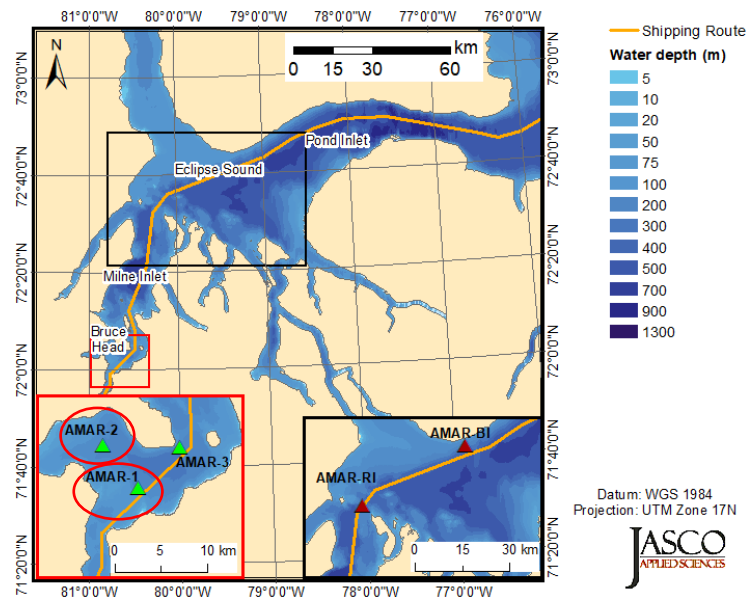 81°0'0"W 80°0'0"W 79°0'0"W 78°0'0"W 77°0'0"W 76°0'0"W
N
km
0 15 30 60
73°0'0"N
72°40'0"N
72°20'0"N
72°0'0"N
71°40'0"N
71°20'0"N
73°0'0"N
72°40'0"N
72°20'0"N
72°0'0"N
71°40'0"N
71°20'0"N
Pond Inlet
Eclipse Sound
Milne Inlet
Bruce
Head
AMAR-2
AMAR-3
AMAR-1
0 5 10 km
AMAR-BI
AMAR-RI
0 15 30 km
81°0'0"W 80°0'0"W 79°0'0"W 78°0'0"W 77°0'0"W
Shipping Route
Water depth (m)
5
10
20
50
75
100
200
300
400
500
700
900
1300
Datum: WGS 1984
Projection: UTM Zone 17N
JASCO
APPLIED SCIENCES